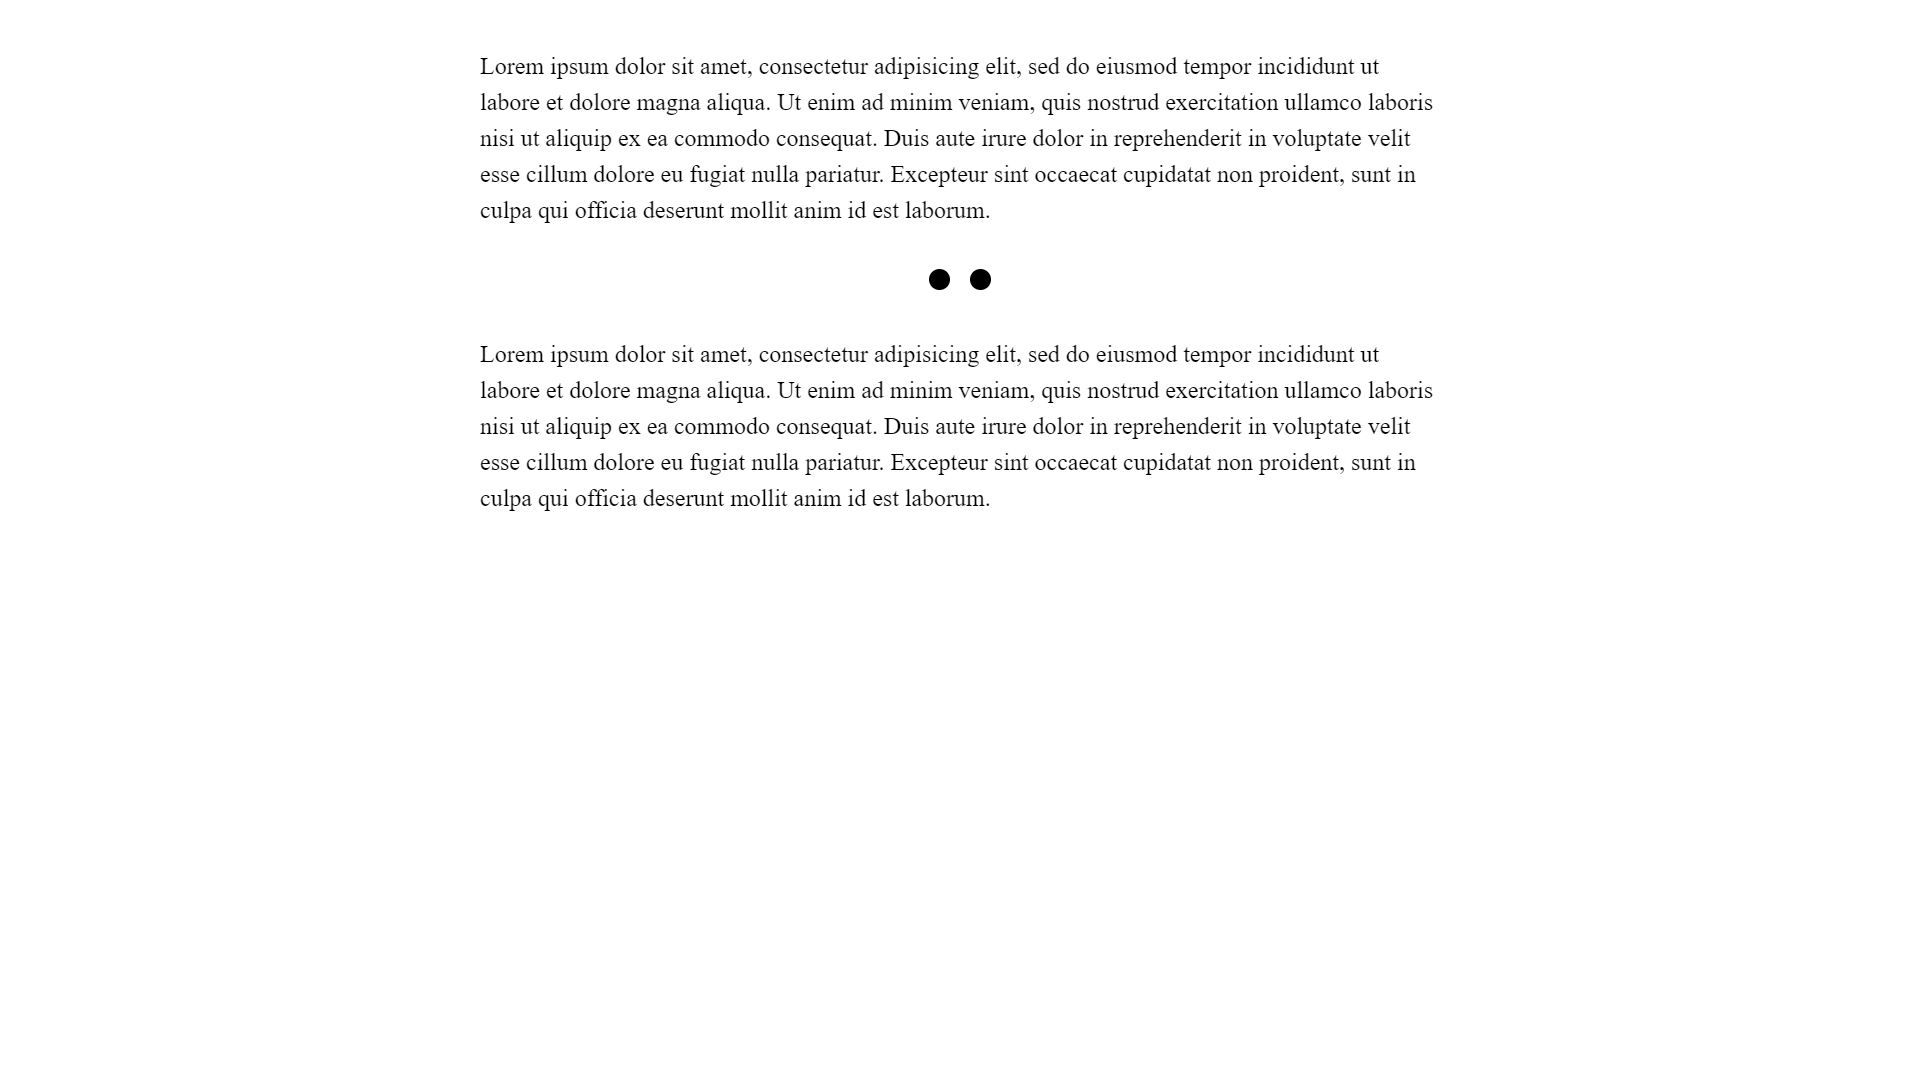 Lorem ipsum dolor sit amet, consectetur adipisicing elit, sed do eiusmod tempor incididunt ut
labore et dolore magna aliqua. Ut enim ad minim veniam, quis nostrud exercitation ullamco laboris
nisi ut aliquip ex ea commodo consequat. Duis aute irure dolor in reprehenderit in voluptate velit
esse cillum dolore eu fugiat nulla pariatur. Excepteur sint occaecat cupidatat non proident, sunt in
culpa qui officia deserunt mollit anim id est laborum.
Lorem ipsum dolor sit amet, consectetur adipisicing elit, sed do eiusmod tempor incididunt ut
labore et dolore magna aliqua. Ut enim ad minim veniam, quis nostrud exercitation ullamco laboris
nisi ut aliquip ex ea commodo consequat. Duis aute irure dolor in reprehenderit in voluptate velit
esse cillum dolore eu fugiat nulla pariatur. Excepteur sint occaecat cupidatat non proident, sunt in
culpa qui officia deserunt mollit anim id est laborum.